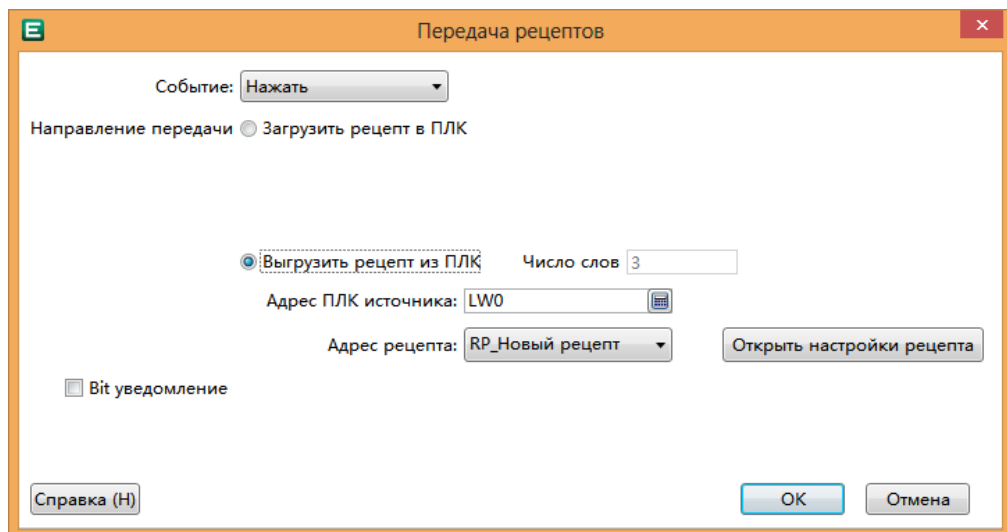 Передача рецептов
Событие: Нажать
Направление передачи Загрузить рецепт в ПЛК
Выгрузить рецепт из ПЛК Число слов 3
Адрес ПЛК источника: LW0
Адрес рецепта: RP_Новый рецепт Открыть настройки рецепта
Bit уведомление
Справка (H) OK Отмена